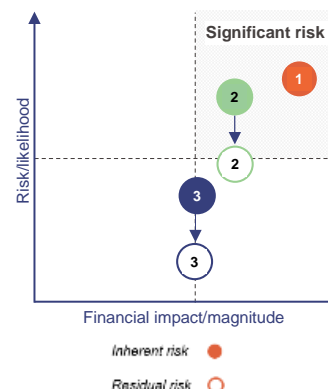 Significant risk
1
2
2
3
3
Risk/likelihood
Financial impact/magnitude
Inherent risk
Residual risk